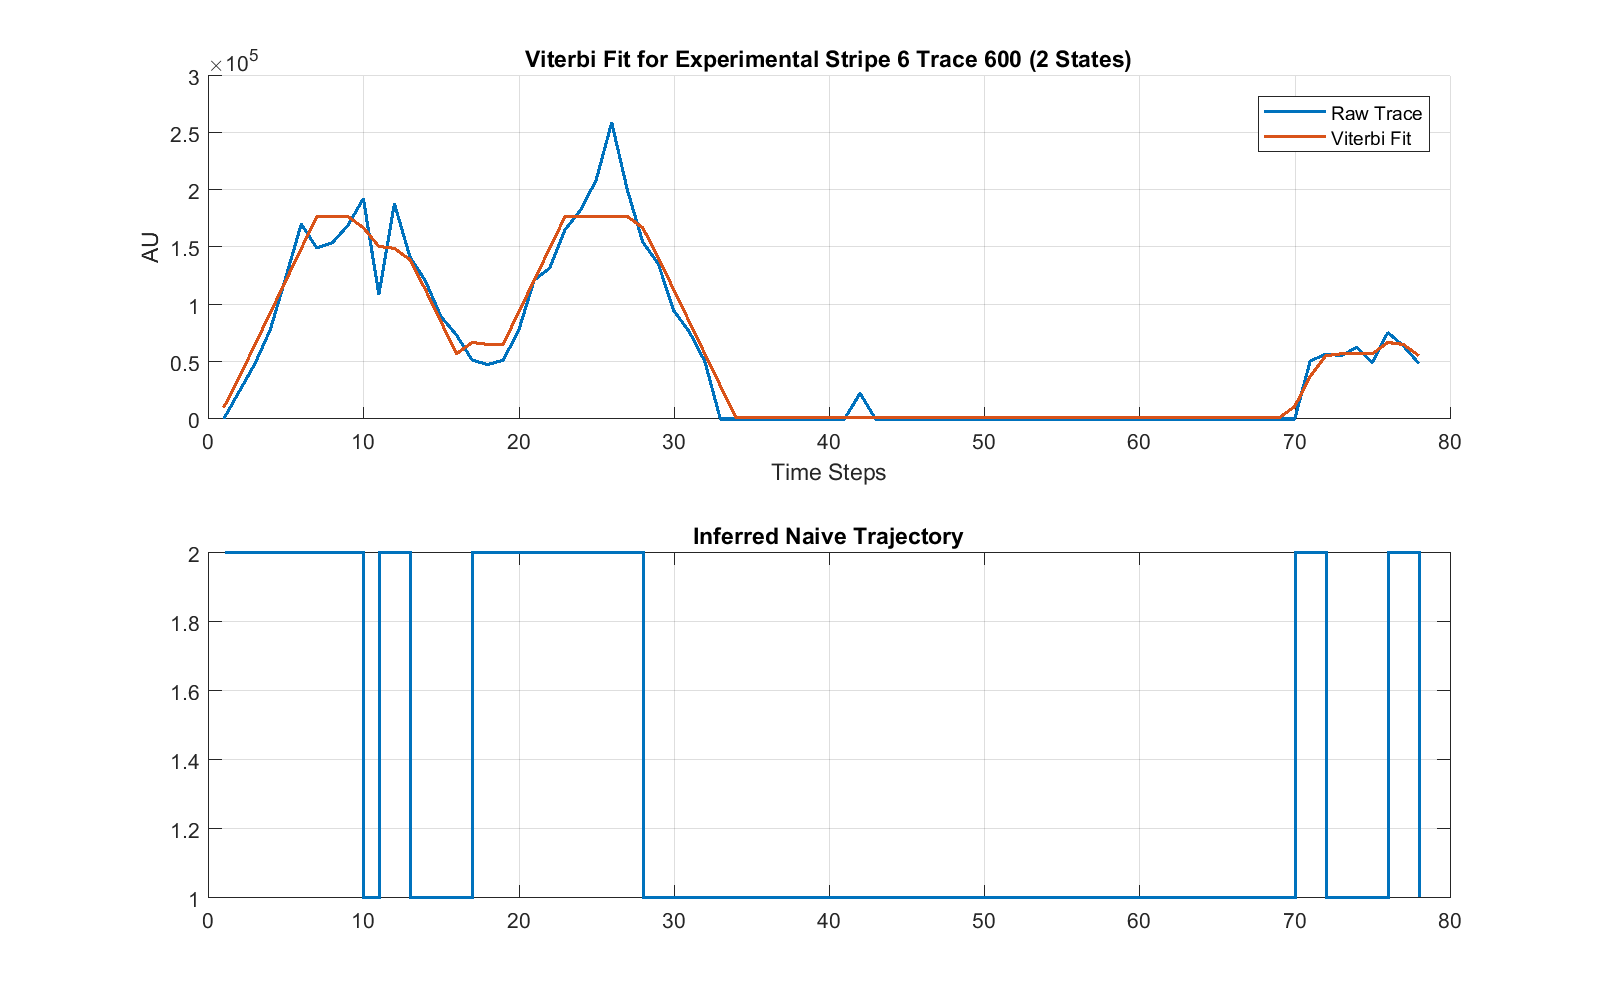 Viterbi Fit for Experimental Stripe 6 Trace 600 (2 States)
×10⁵
3
2.5
2
1.5
1
0.5
0
AU
Raw Trace
Viterbi Fit
0 10 20 30 40 50 60 70 80
Time Steps
Inferred Naive Trajectory
2
1.8
1.6
1.4
1.2
1
0 10 20 30 40 50 60 70 80